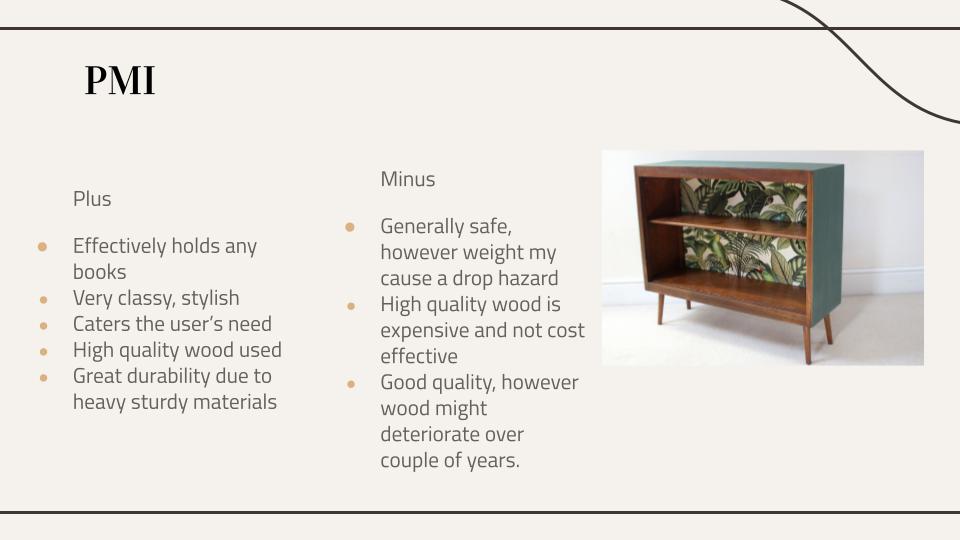 PMI
Plus
Effectively holds any
books
Very classy, stylish
Caters the user’s need
High quality wood used
Great durability due to
heavy sturdy materials
Minus
Generally safe,
however weight my
cause a drop hazard
High quality wood is
expensive and not cost
effective
Good quality, however
wood might
deteriorate over
couple of years.